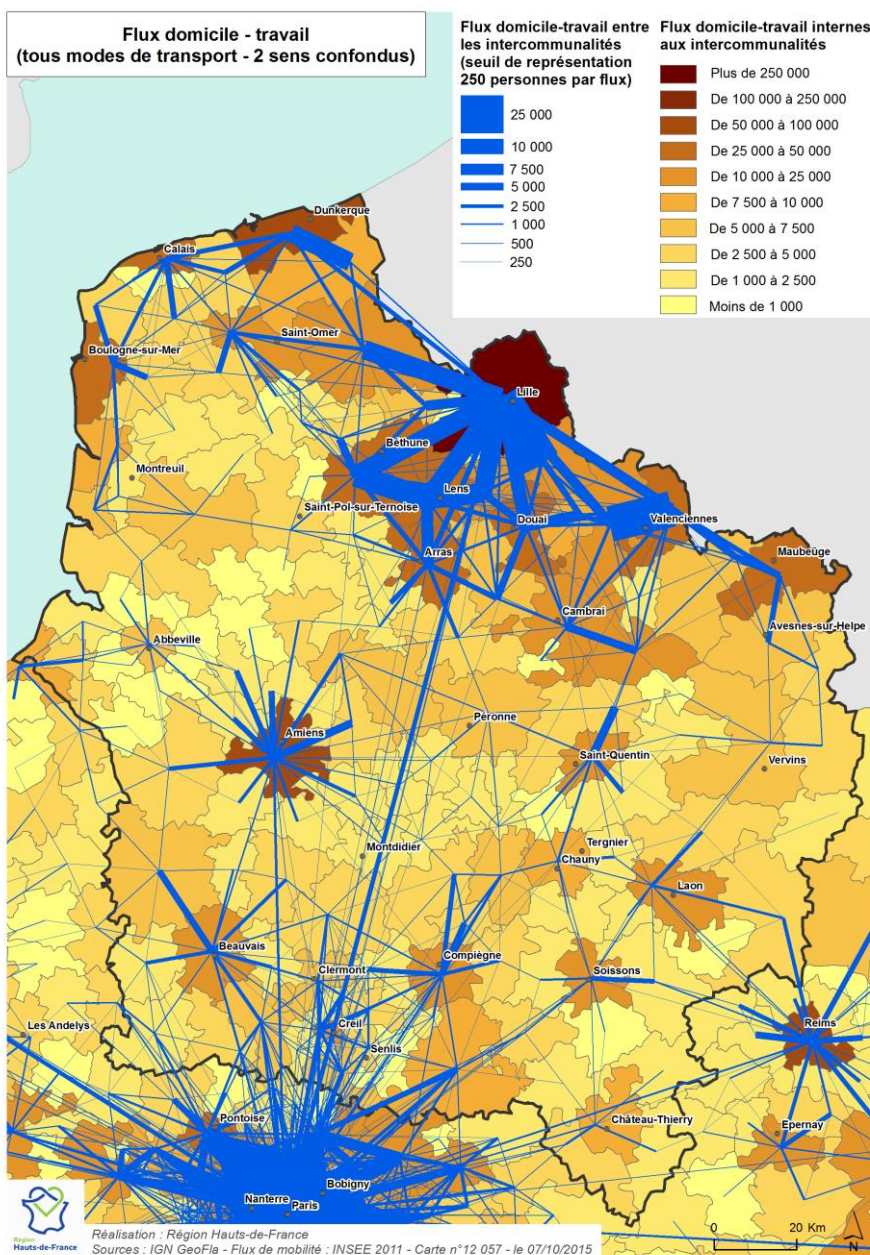 Flux domicile - travail
(tous modes de transport - 2 sens confondus)
Flux domicile-travail entre
les intercommunalités
(seuil de représentation
250 personnes par flux)
25 000
10 000
7 500
5 000
2 500
1 000
500
250
Flux domicile-travail internes
aux intercommunalités
Plus de 250 000
De 100 000 à 250 000
De 50 000 à 100 000
De 25 000 à 50 000
De 10 000 à 25 000
De 7 500 à 10 000
De 5 000 à 7 500
De 2 500 à 5 000
De 1 000 à 2 500
Moins de 1 000
Dunkerque
Calais
Saint-Omer
Boulogne-sur-Mer
Lille
Béthune
Montreuil
Lens
Saint-Pol-sur-Ternoise
Douai
Valenciennes
Arras
Maubeuge
Cambrai
Avesnes-sur-Helpe
Abbeville
Péronne
Amiens
Saint-Quentin
Vervins
Tergnier
Montdidier
Chauny
Laon
Beauvais
Compiègne
Clermont
Soissons
Les Andelys
Creil
Reims
Senlis
Pontoise
Château-Thierry
Epernay
Bobigny
Nanterre
Paris
Région
Hauts-de-France
0 20 Km
N
Réalisation : Région Hauts-de-France
Sources : IGN GeoFla - Flux de mobilité : INSEE 2011 - Carte n°12 057 - le 07/10/2015